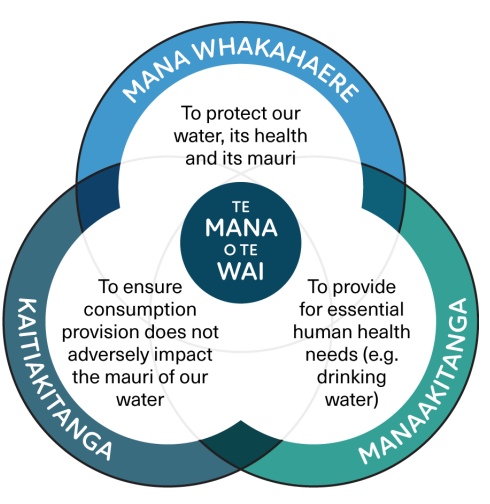 MANA WHAKAHAERE
To protect our
water, its health
and its mauri
TE
MANA
O TE
WAI
KAITIAKITANGA
To ensure
consumption
provision does not
adversely impact
the mauri of our
water
To provide
for essential
human health
needs (e.g.
drinking
water)
MANAAKITANGA